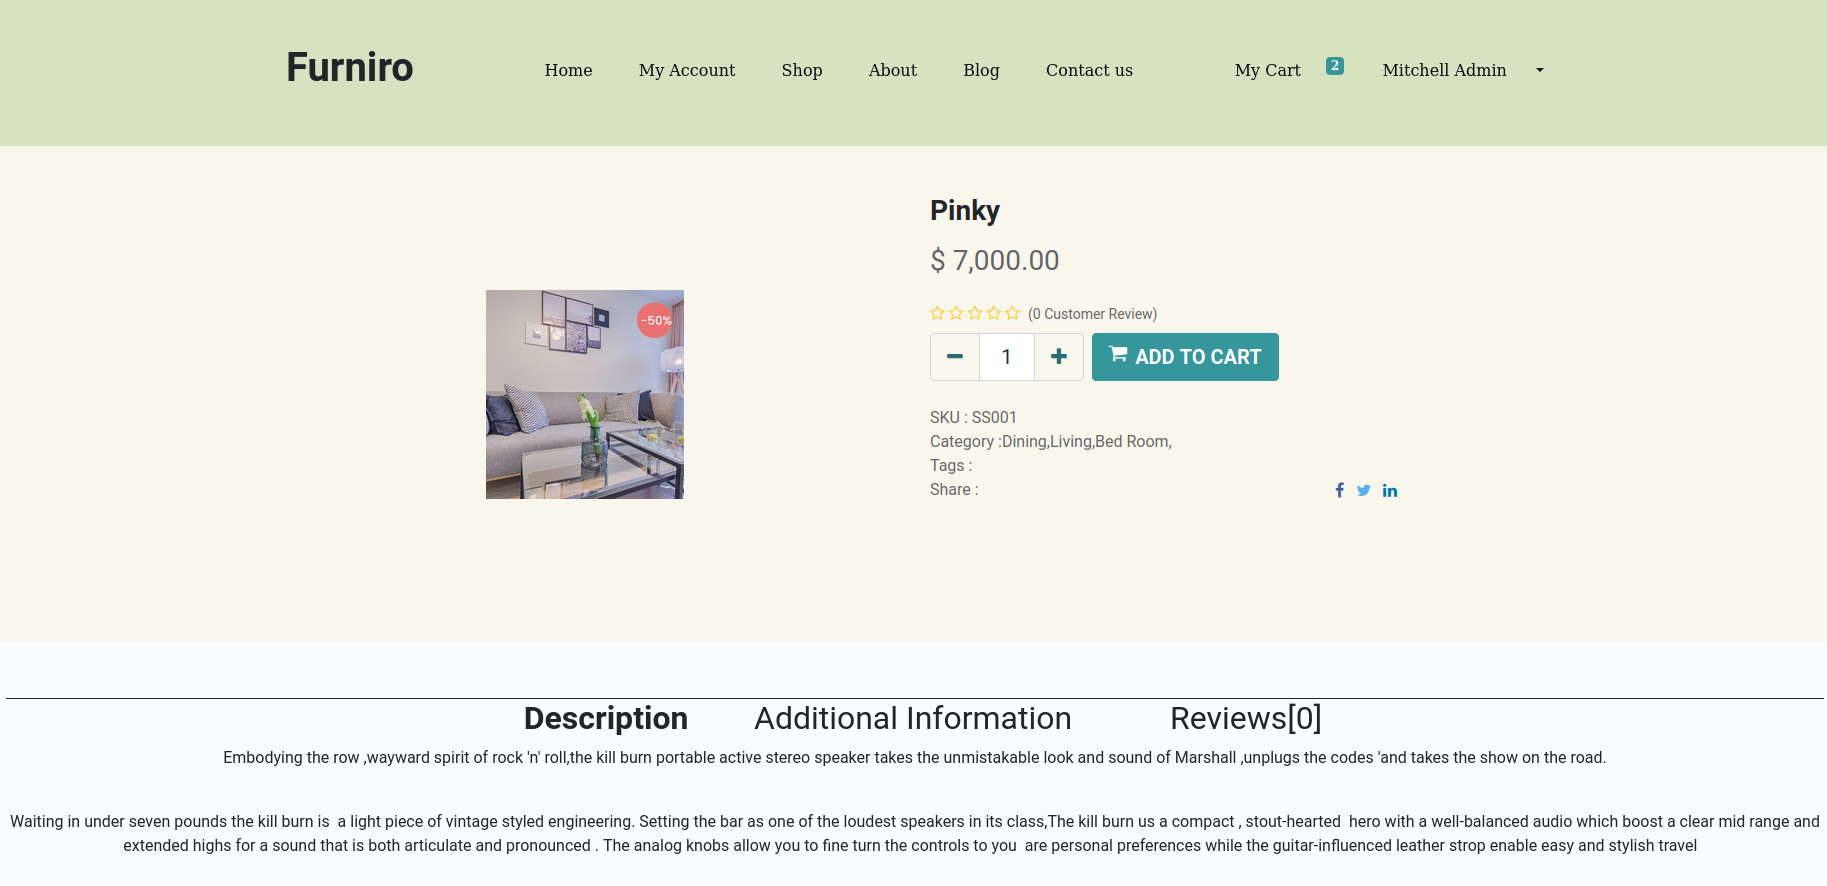 Furniro
Home My Account Shop About Blog Contact us My Cart 2 Mitchell Admin
Pinky
$ 7,000.00
-50%
(0 Customer Review)
1 ADD TO CART
SKU : SS001
Category :Dining,Living,Bed Room,
Tags :
Share :
Description Additional Information Reviews[0]
Embodying the row ,wayward spirit of rock 'n' roll,the kill burn portable active stereo speaker takes the unmistakable look and sound of Marshall ,unplugs the codes 'and takes the show on the road.
Waiting in under seven pounds the kill burn is  a light piece of vintage styled engineering. Setting the bar as one of the loudest speakers in its class,The kill burn us a compact , stout-hearted  hero with a well-balanced audio which boost a clear mid range and
extended highs for a sound that is both articulate and pronounced . The analog knobs allow you to fine turn the controls to you  are personal preferences while the guitar-influenced leather strop enable easy and stylish travel